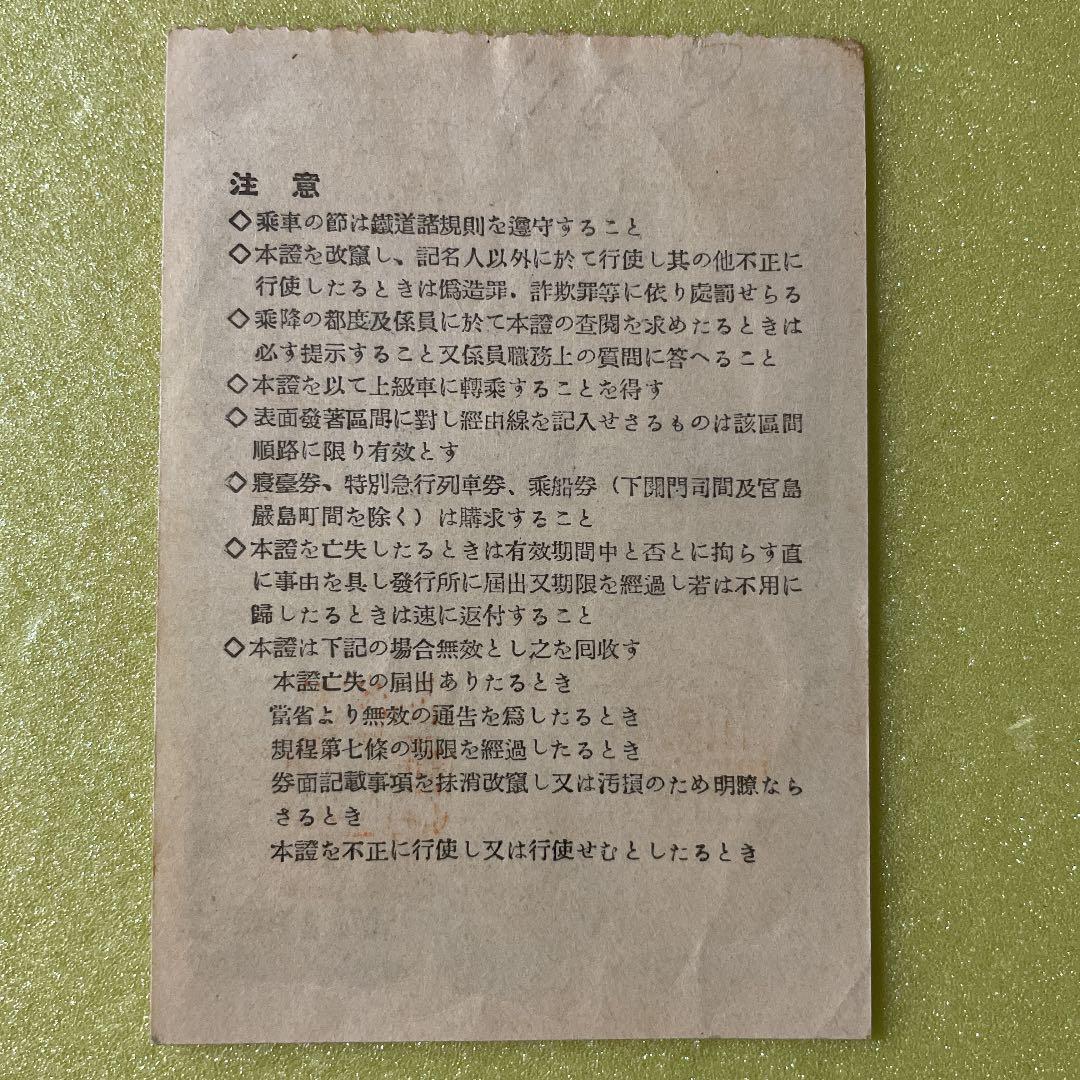 注意
◇乘車の節は鐵道諸規則を遵守すること
◇本證を改竄し、記名人以外に於て行使し其の他不正に
行使したるときは僞造罪．詐欺罪等に依り處罰せらる
◇乘降の都度及係員に於て本證の査閱を求めたるときは
必す提示すること又係員職務上の質問に答へること
◇本證を以て上級車に轉乘することを得す
◇表面發著區間に對し經由線を記入せさるものは該區間
順路に限り有效とす
◇寢臺券、特別急行列車券、乘船券（下關門司間及宮島
嚴島町間を除く）は購求すること
◇本證を亡失したるときは有效期間中と否とに拘らす直
に事由を具し發行所に屆出又期限を經過し若は不用に
歸したるときは速に返付すること
◇本證は下記の場合無效とし之を囘收す
本證亡失の屆出ありたるとき
當省より無效の通告を爲したるとき
規程第七條の期限を經過したるとき
券面記載事項を抹消改竄し又は汚損のため明瞭なら
さるとき
本證を不正に行使し又は行使せむとしたるとき